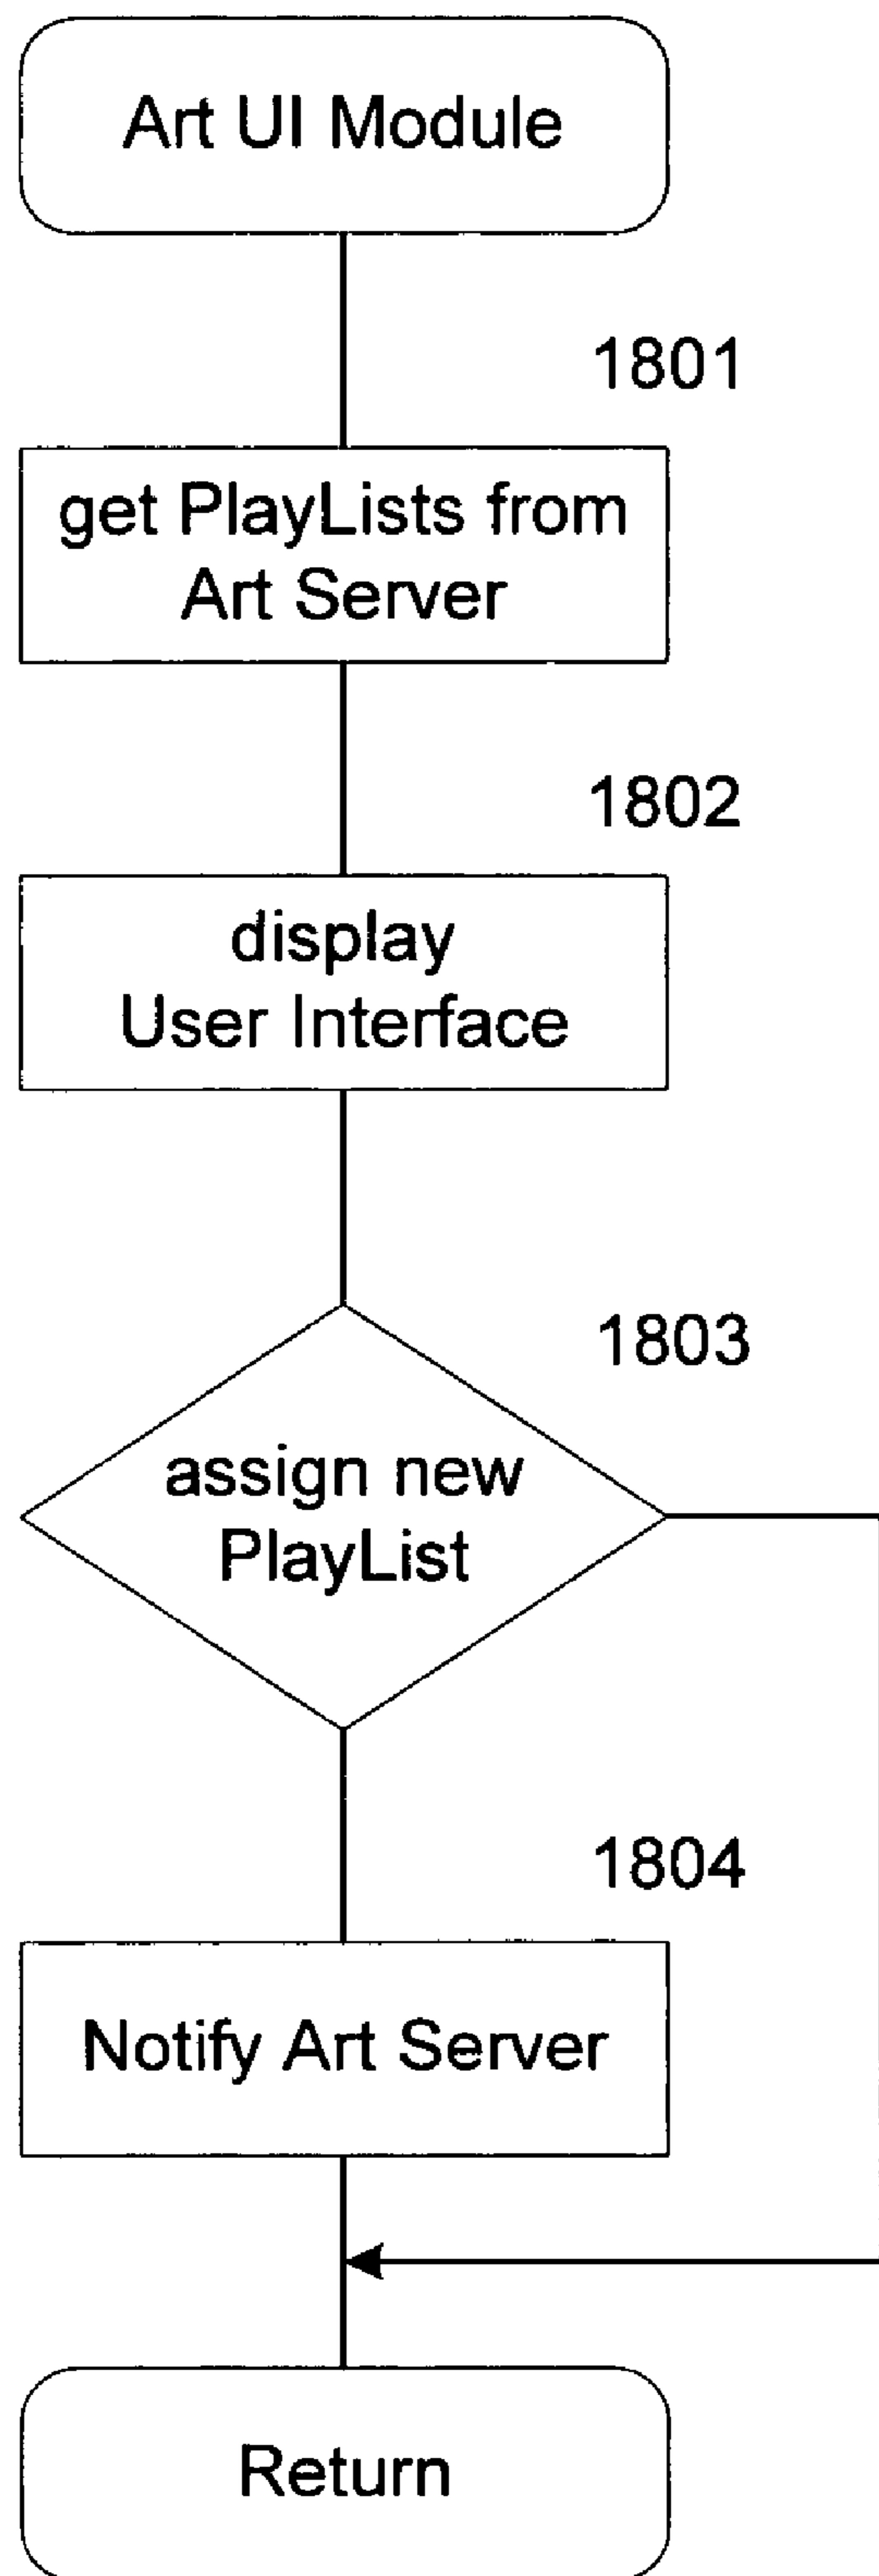 Art UI Module
1801
get PlayLists from
Art Server
1802
display
User Interface
1803
assign new
PlayList
1804
Notify Art Server
Return